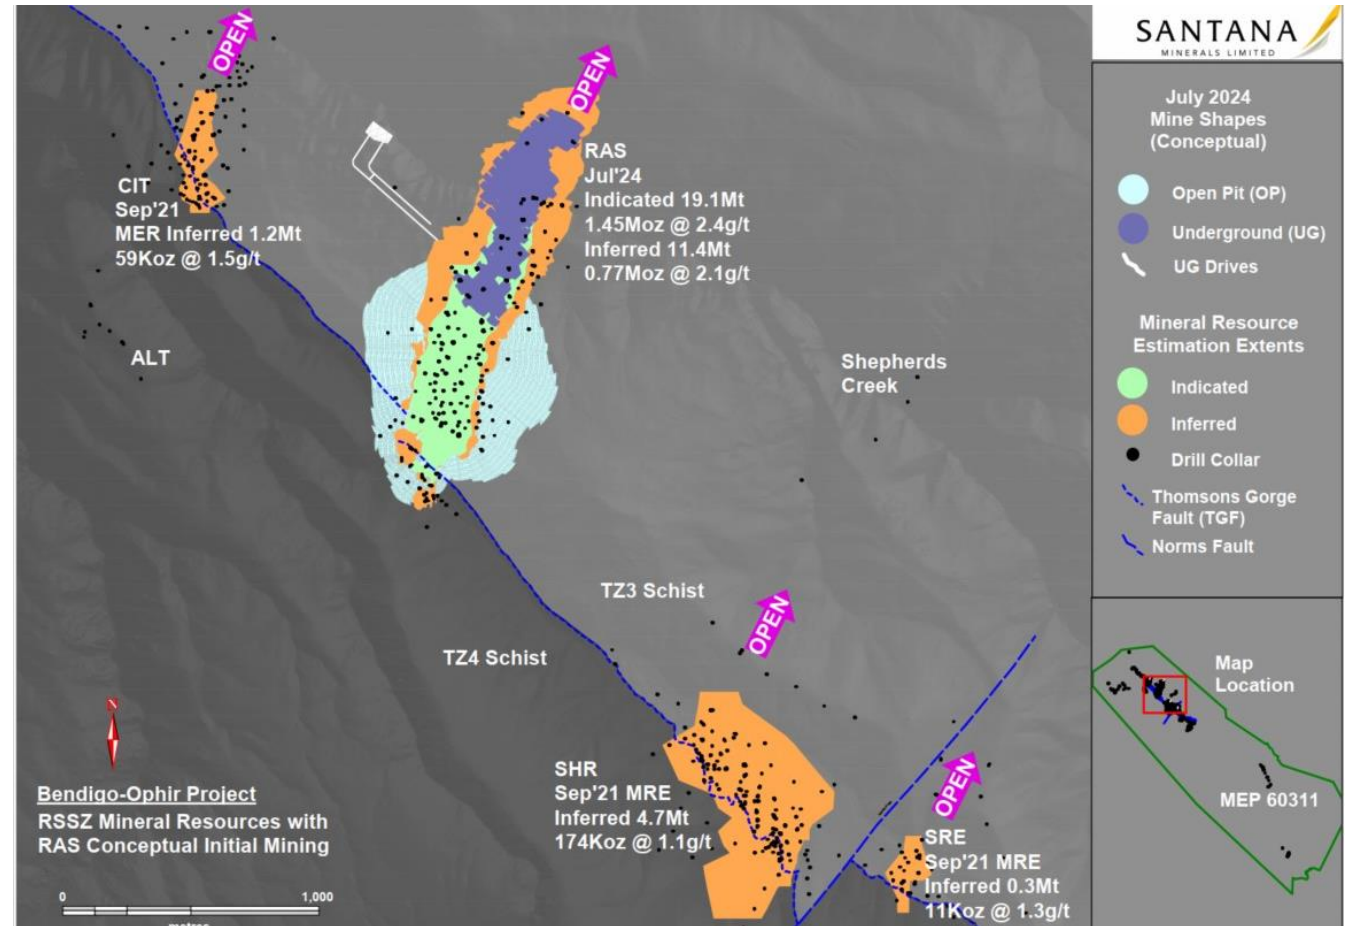 SANTANA
MINERALS LIMITED
July 2024
Mine Shapes
(Conceptual)
Open Pit (OP)
Underground (UG)
UG Drives
Mineral Resource
Estimation Extents
Indicated
Inferred
Drill Collar
Thomsons Gorge
Fault (TGF)
Norms Fault
Map
Location
MEP 60311
OPEN
OPEN
CIT
Sep'21
MER Inferred 1.2Mt
59Koz @ 1.5g/t
RAS
Jul'24
Indicated 19.1Mt
1.45Moz @ 2.4g/t
Inferred 11.4Mt
0.77Moz @ 2.1g/t
ALT
Shepherds
Creek
TZ3 Schist
OPEN
TZ4 Schist
SHR
Sep'21 MRE
Inferred 4.7Mt
174Koz @ 1.1g/t
OPEN
SRE
Sep'21 MRE
Inferred 0.3Mt
11Koz @ 1.3g/t
N
Bendigo-Ophir Project
RSSZ Mineral Resources with
RAS Conceptual Initial Mining
0 1,000
metres